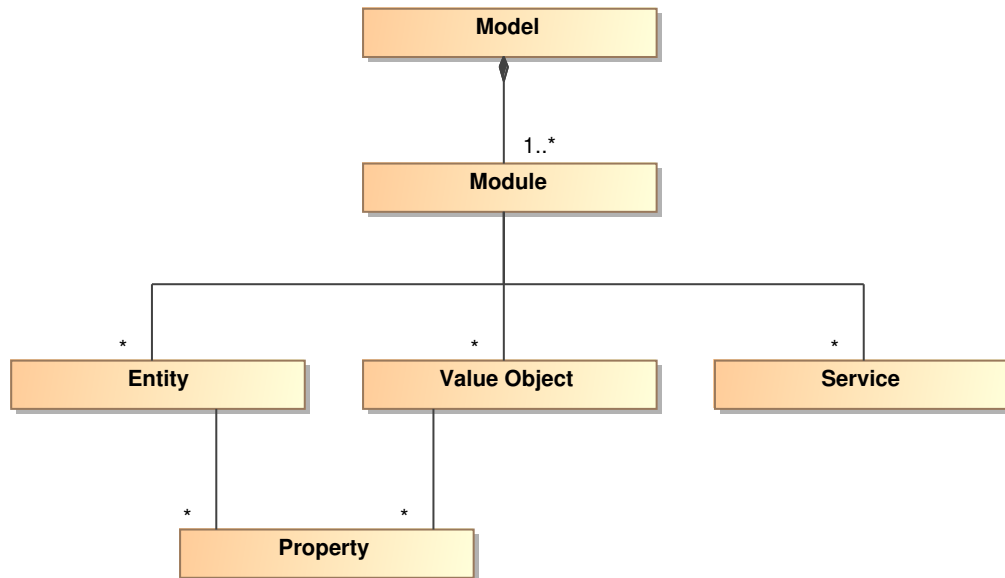 Model
1..*
Module
* * *
Entity Value Object Service
* *
Property